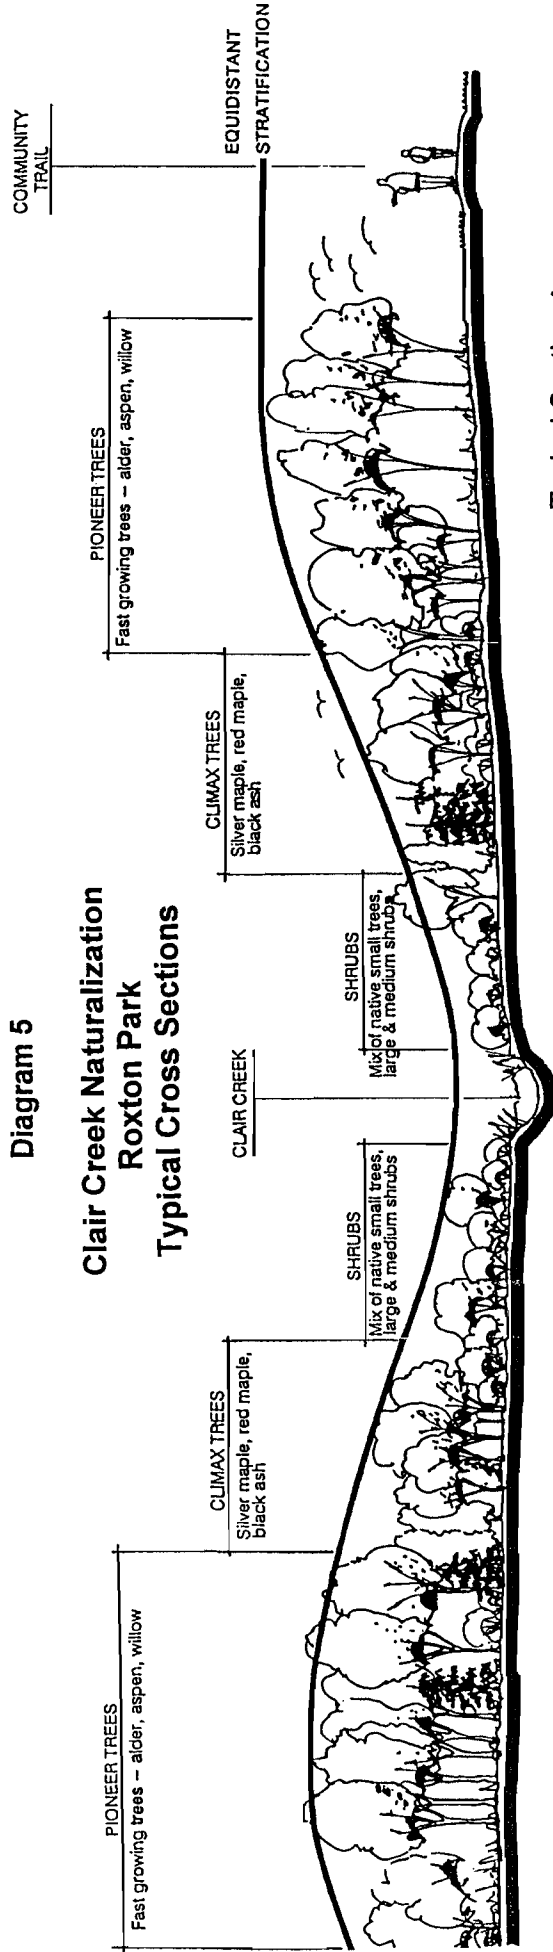 Diagram 5
Clair Creek Naturalization
Roxton Park
Typical Cross Sections
PIONEER TREES
Fast growing trees – alder, aspen, willow
CLIMAX TREES
Silver maple, red maple,
black ash
SHRUBS
Mix of native small trees,
large & medium shrubs
CLAIR CREEK
SHRUBS
Mix of native small trees,
large & medium shrubs
CLIMAX TREES
Silver maple, red maple,
black ash
PIONEER TREES
Fast growing trees – alder, aspen, willow
COMMUNITY
TRAIL
EQUIDISTANT
STRATIFICATION